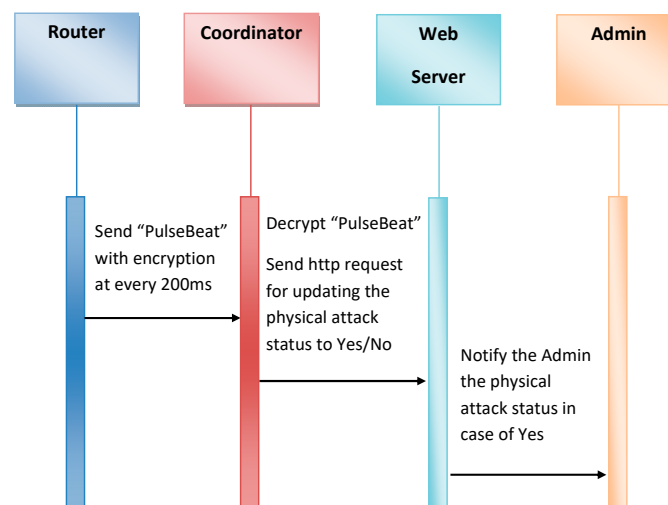 Router
Coordinator
Web
Server
Admin
Send “PulseBeat”
with encryption
at every 200ms
Decrypt “PulseBeat”
Send http request
for updating the
physical attack
status to Yes/No
Notify the Admin
the physical
attack status in
case of Yes